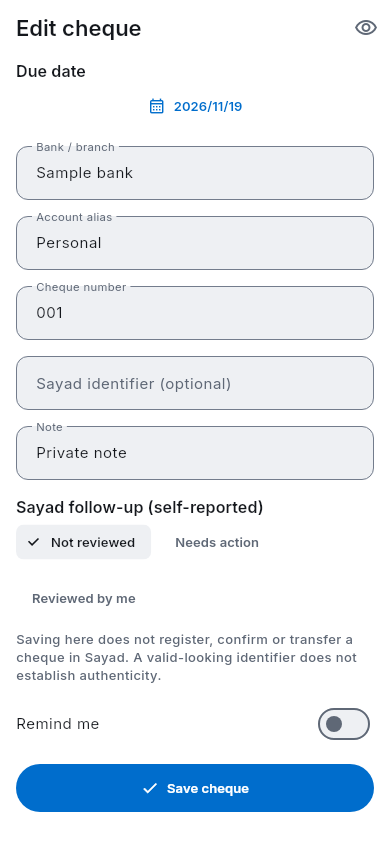 Edit cheque
Due date
2026/11/19
Bank / branch
Sample bank
Account alias
Personal
Cheque number
001
Sayad identifier (optional)
Note
Private note
Sayad follow-up (self-reported)
Not reviewed
Needs action
Reviewed by me
Saving here does not register, confirm or transfer a
cheque in Sayad. A valid-looking identifier does not
establish authenticity.
Remind me
Save cheque